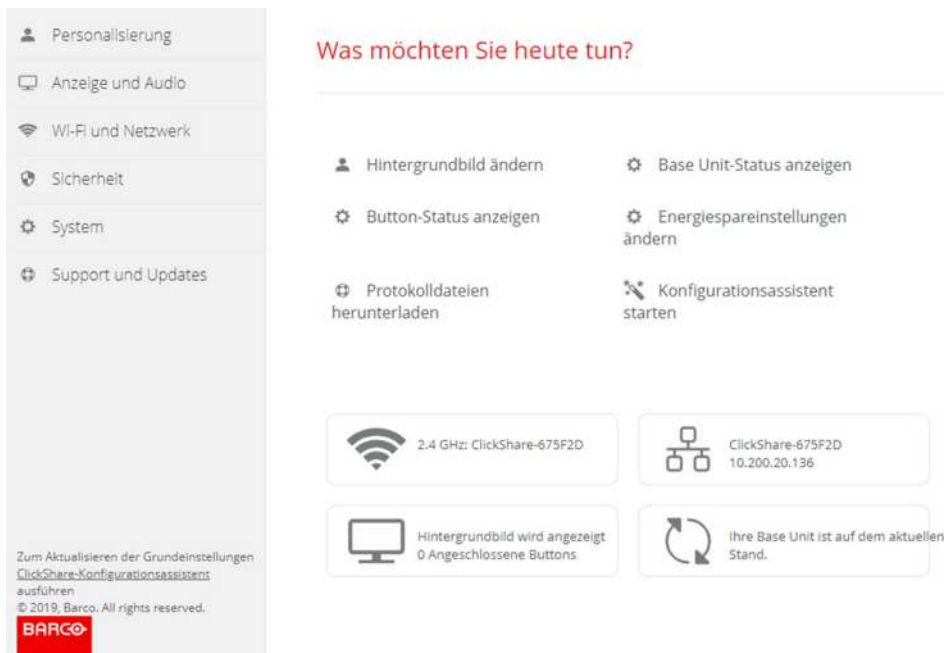 Personalisierung
Anzeige und Audio
Wi-Fi und Netzwerk
Sicherheit
System
Support und Updates
Zum Aktualisieren der Grundeinstellungen
ClickShare-Konfigurationsassistent
ausführen
© 2019, Barco. All rights reserved.
BARCO
Was möchten Sie heute tun?
Hintergrundbild ändern
Base Unit-Status anzeigen
Button-Status anzeigen
Energiespareinstellungen
ändern
Protokolldateien
herunterladen
Konfigurationsassistent
starten
2.4 GHz: ClickShare-675F2D
ClickShare-675F2D
10.200.20.136
Hintergrundbild wird angezeigt
0 Angeschlossene Buttons
Ihre Base Unit ist auf dem aktuellen
Stand.